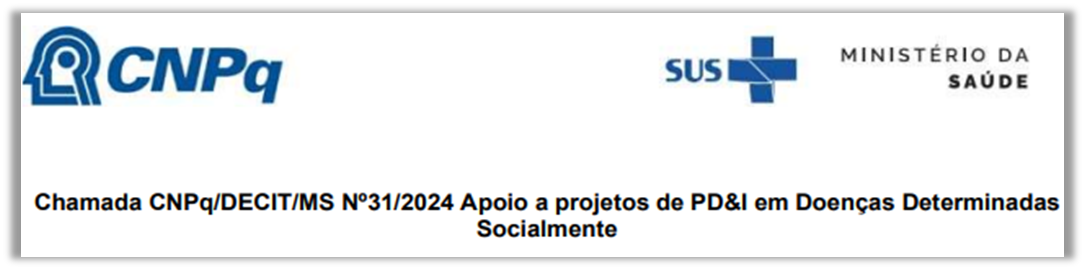 CNPq
SUS
MINISTÉRIO DA
SAÚDE
Chamada CNPq/DECIT/MS Nº31/2024 Apoio a projetos de PD&I em Doenças Determinadas
Socialmente